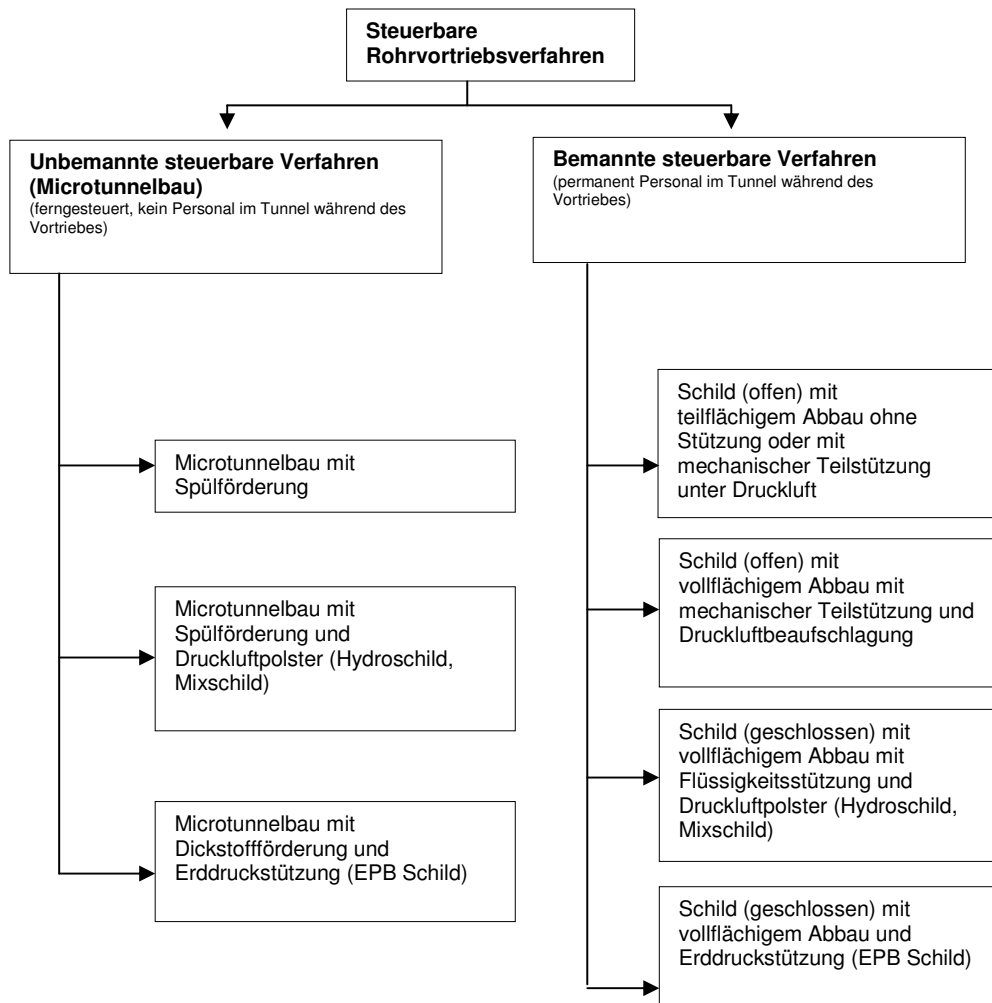 Steuerbare
Rohrvortriebsverfahren
Unbemannte steuerbare Verfahren
(Microtunnelbau)
(ferngesteuert, kein Personal im Tunnel während des
Vortriebes)
Bemannte steuerbare Verfahren
(permanent Personal im Tunnel während des
Vortriebes)
Microtunnelbau mit
Spülförderung
Microtunnelbau mit
Spülförderung und
Druckluftpolster (Hydroschild,
Mixschild)
Microtunnelbau mit
Dickstoffförderung und
Erddruckstützung (EPB Schild)
Schild (offen) mit
teilflächigem Abbau ohne
Stützung oder mit
mechanischer Teilstützung
unter Druckluft
Schild (offen) mit
vollflächigem Abbau mit
mechanischer Teilstützung und
Druckluftbeaufschlagung
Schild (geschlossen) mit
vollflächigem Abbau mit
Flüssigkeitsstützung und
Druckluftpolster (Hydroschild,
Mixschild)
Schild (geschlossen) mit
vollflächigem Abbau und
Erddruckstützung (EPB Schild)